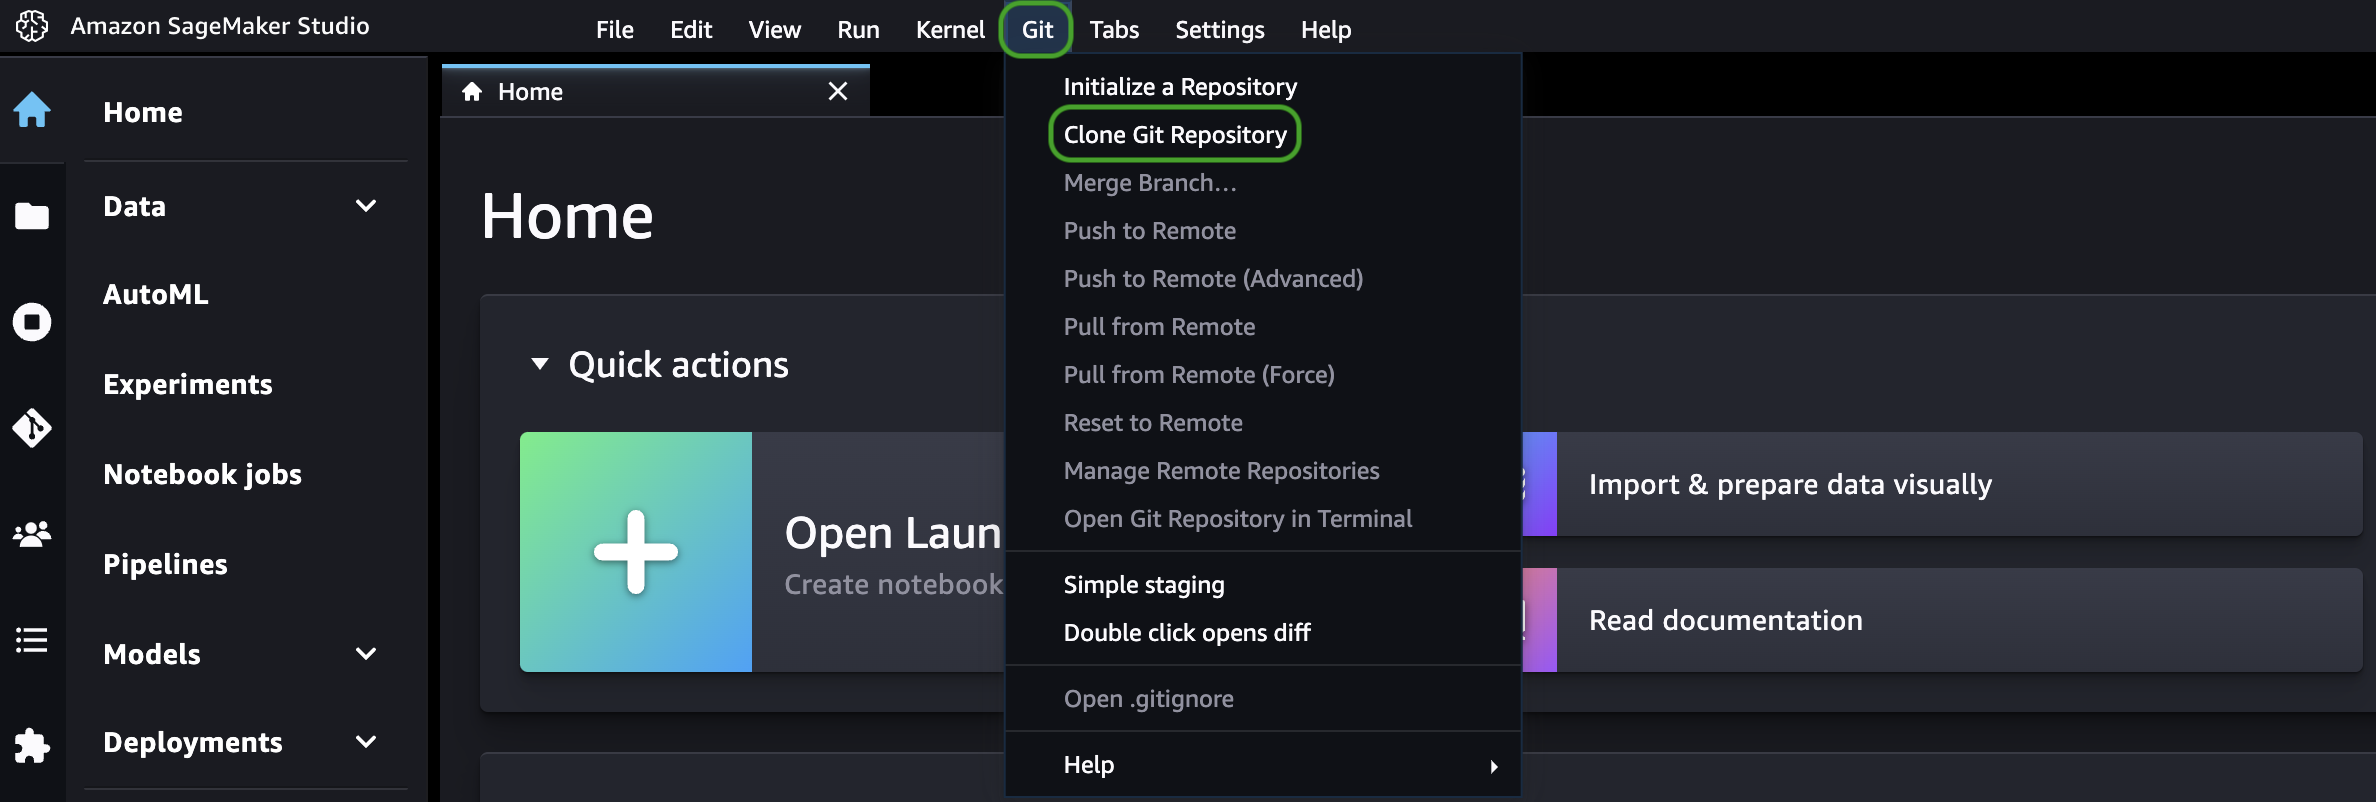 Amazon SageMaker Studio
File Edit View Run Kernel Git Tabs Settings Help
Home
Data
AutoML
Experiments
Notebook jobs
Pipelines
Models
Deployments
Home
Home
Quick actions
Open Laun
Create notebook
Initialize a Repository
Clone Git Repository
Merge Branch...
Push to Remote
Push to Remote (Advanced)
Pull from Remote
Pull from Remote (Force)
Reset to Remote
Manage Remote Repositories
Open Git Repository in Terminal
Simple staging
Double click opens diff
Open .gitignore
Help
Import & prepare data visually
Read documentation